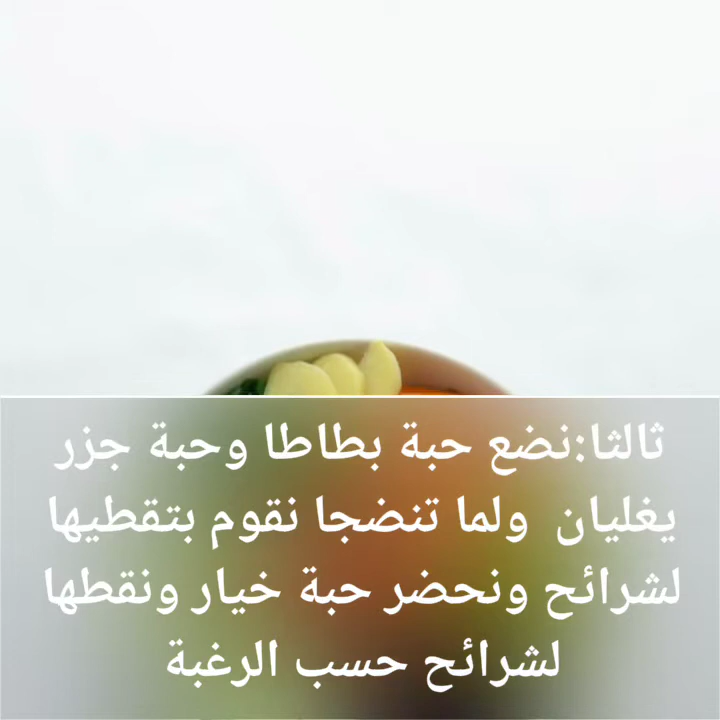 ثالثا:نضع حبة بطاطا وحبة جزر
يغليان ولما تنضجا نقوم بتقطيها
لشرائح ونحضر حبة خيار ونقطها
لشرائح حسب الرغبة